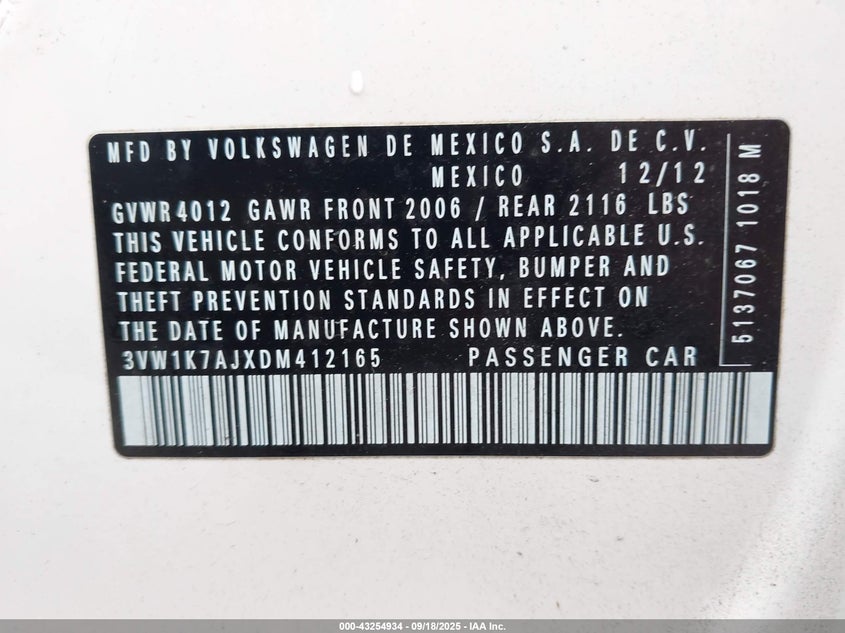 MFD BY VOLKSWAGEN DE MEXICO S.A. DE C.V.
MEXICO 12/12
GVWR 4012 GAWR FRONT 2006 / REAR 2116 LBS
THIS VEHICLE CONFORMS TO ALL APPLICABLE U.S.
FEDERAL MOTOR VEHICLE SAFETY, BUMPER AND
THEFT PREVENTION STANDARDS IN EFFECT ON
THE DATE OF MANUFACTURE SHOWN ABOVE.
3VW1K7AJXDM412165 PASSENGER CAR
5137067 1018 M
000-43254934 - 09/18/2025 - IAA Inc.